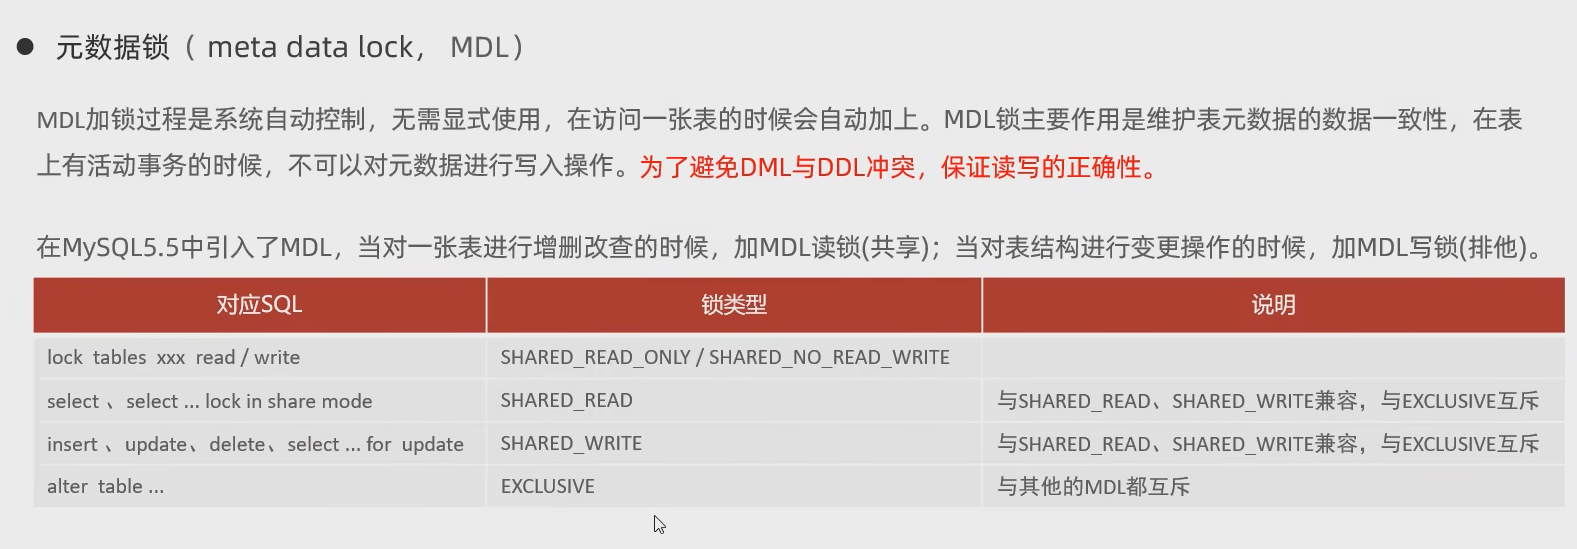 ● 元数据锁（ meta data lock， MDL）
MDL加锁过程是系统自动控制，无需显式使用，在访问一张表的时候会自动加上。MDL锁主要作用是维护表元数据的数据一致性，在表
上有活动事务的时候，不可以对元数据进行写入操作。为了避免DML与DDL冲突，保证读写的正确性。
在MySQL5.5中引入了MDL，当对一张表进行增删改查的时候，加MDL读锁(共享)；当对表结构进行变更操作的时候，加MDL写锁(排他)。
对应SQL 锁类型 说明
lock tables xxx read / write SHARED_READ_ONLY / SHARED_NO_READ_WRITE
select 、select ... lock in share mode SHARED_READ 与SHARED_READ、SHARED_WRITE兼容，与EXCLUSIVE互斥
insert 、update、delete、select ... for update SHARED_WRITE 与SHARED_READ、SHARED_WRITE兼容，与EXCLUSIVE互斥
alter table ... EXCLUSIVE 与其他的MDL都互斥